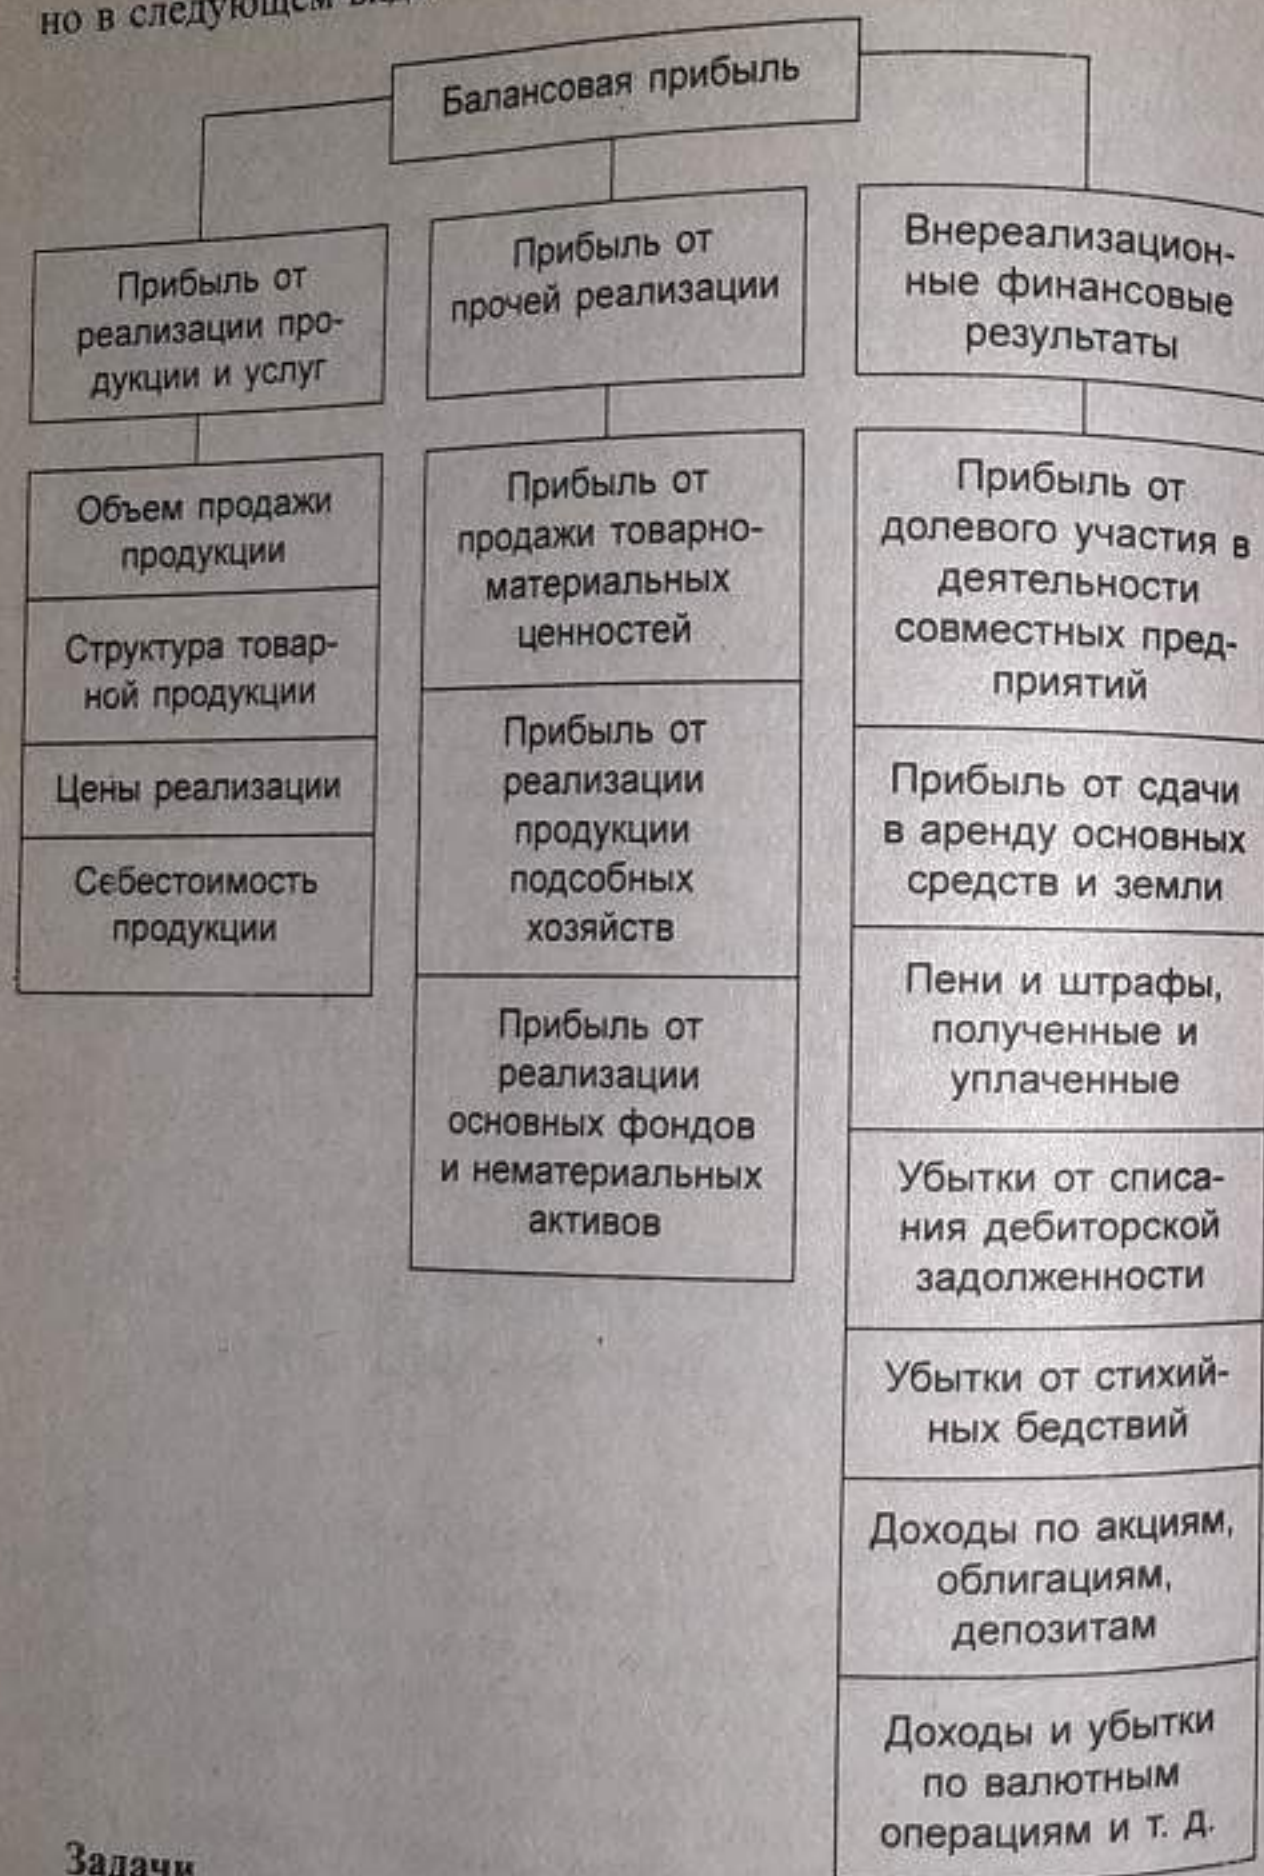 но в следующем
Балансовая прибыль
Прибыль от
реализации про-
дукции и услуг
Объем продажи
продукции
Структура товар-
ной продукции
Цены реализации
Себестоимость
продукции
Прибыль от
прочей реализации
Прибыль от
продажи товарно-
материальных
ценностей
Прибыль от
реализации
продукции
подсобных
хозяйств
Прибыль от
реализации
основных фондов
и нематериальных
активов
Внереализацион-
ные финансовые
результаты
Прибыль от
долевого участия в
деятельности
совместных пред-
приятий
Прибыль от сдачи
в аренду основных
средств и земли
Пени и штрафы,
полученные и
уплаченные
Убытки от списа-
ния дебиторской
задолженности
Убытки от стихий-
ных бедствий
Доходы по акциям,
облигациям,
депозитам
Доходы и убытки
по валютным
операциям и т. д.
Задачи